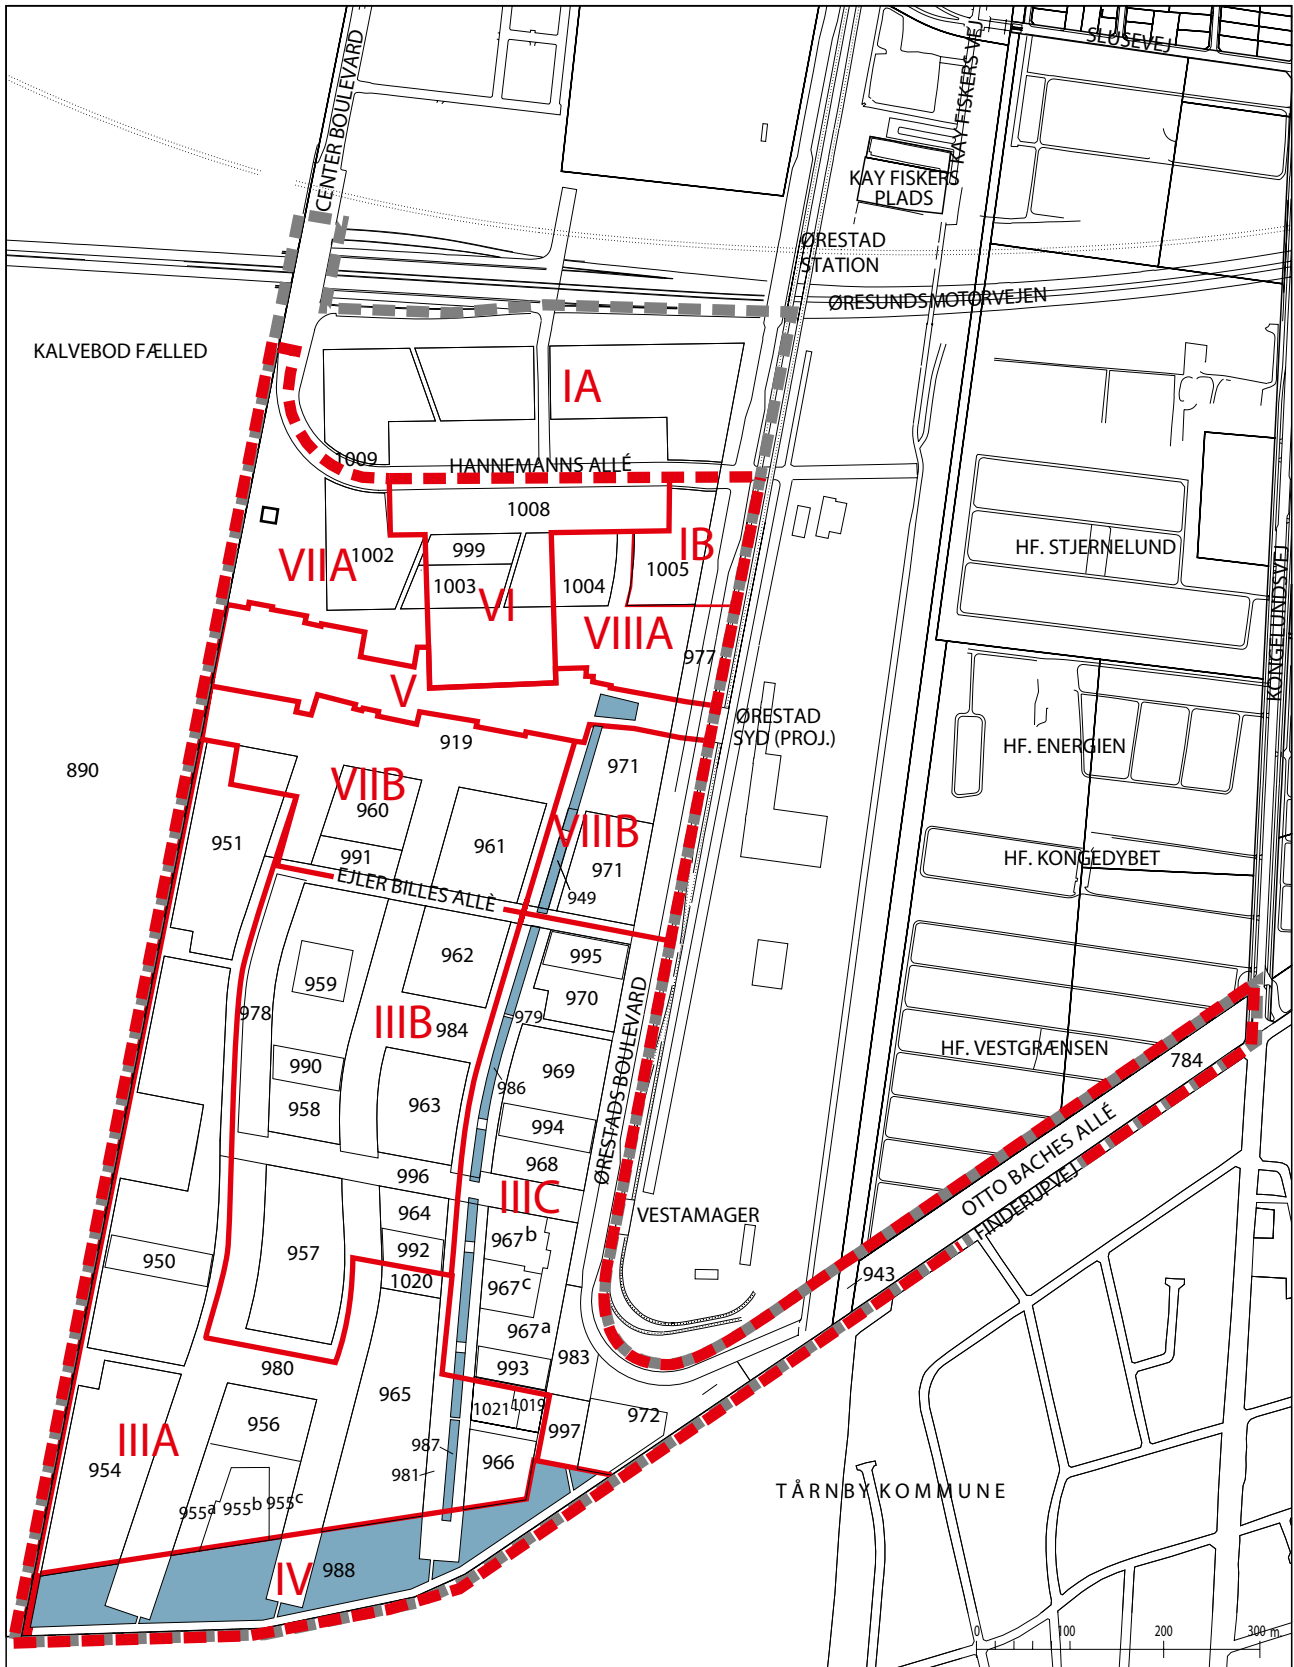 SLUSEVEJ
CENTER BOULEVARD
KAY FISKERS VEJ
KAY FISKERS
PLADS
ØRESTAD
STATION
ØRESUNDSMOTORVEJEN
KALVEBOD FÆLLED
IA
1009
HANNEMANNS ALLÉ
1008
VIIA
1002
999
IB
1003
1004
1005
VI
VIIIA
HF. STJERNELUND
KONGELUNDSVEJ
977
V
ØRESTAD
SYD (PROJ.)
919
HF. ENERGIEN
890
971
VIIB
960
951
991
961
VIIIB
971
HF. KONGEDYBET
EJLER BILLES ALLÈ
949
962
995
959
970
978
IIIB
984
979
ØRESTADS BOULEVARD
969
HF. VESTGRÆNSEN
784
990
986
958
963
994
968
996
IIIC
964
967b
VESTAMAGER
OTTO BACHES ALLÉ
FINDERUPVEJ
957
992
950
1020
967c
943
967a
993
983
980
965
1021
1019
956
972
IIIA
997
987
954
966
981
TÅRNBY KOMMUNE
955a
955b
955c
IV
988
0
100
200
300 m